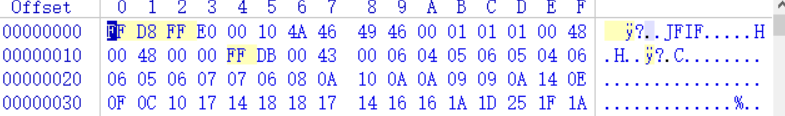 Offset 0 1 2 3 4 5 6 7 8 9 A B C D E F
00000000 FF D8 FF E0 00 10 4A 46 49 46 00 01 01 01 00 48 ÿ?..JFIF.....H
00000010 00 48 00 00 FF DB 00 43 00 06 04 05 06 05 04 06 .H..ÿ?.C........
00000020 06 05 06 07 07 06 08 0A 10 0A 0A 09 09 0A 14 0E ................
00000030 0F 0C 10 17 14 18 18 17 14 16 16 1A 1D 25 1F 1A .............%..